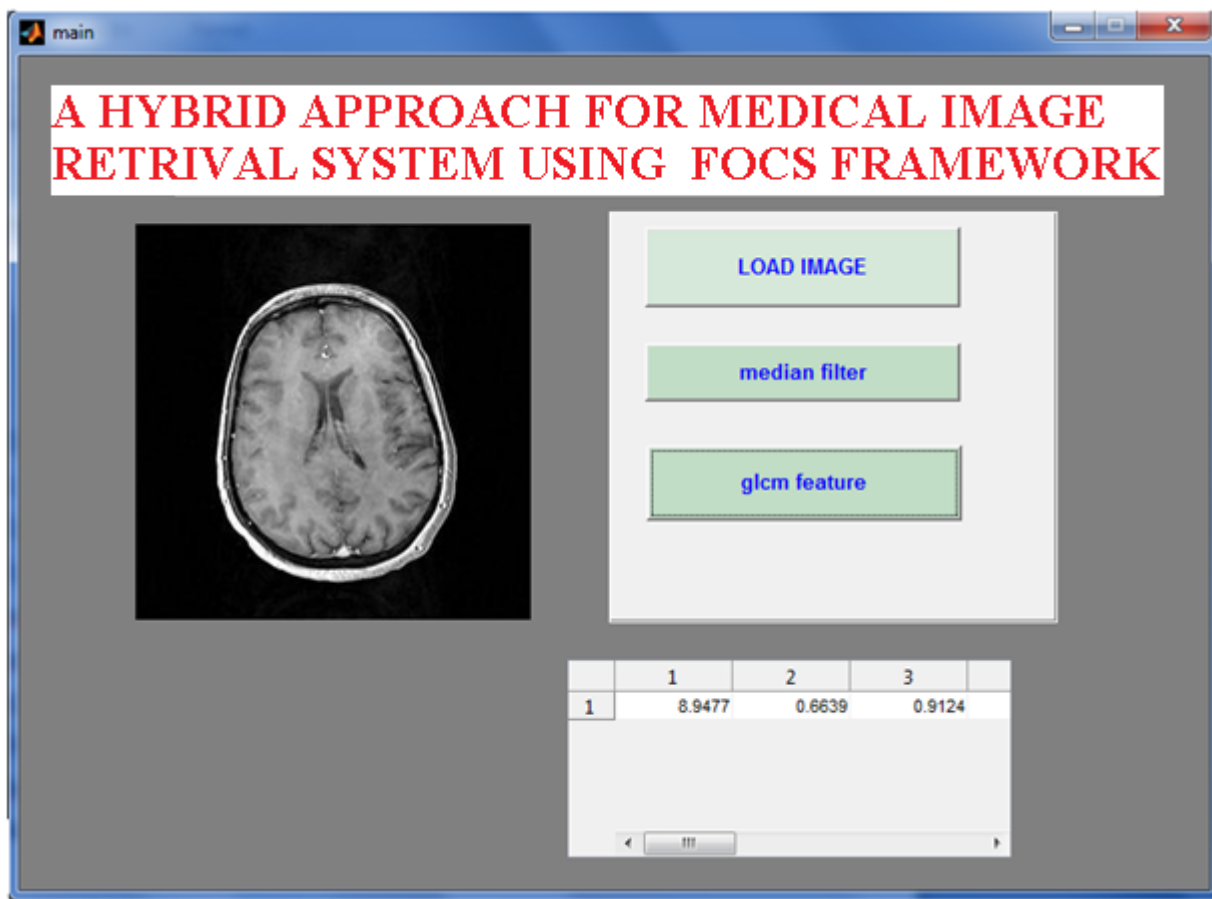 main
A HYBRID APPROACH FOR MEDICAL IMAGE
RETRIVAL SYSTEM USING FOCS FRAMEWORK
LOAD IMAGE
median filter
glcm feature
1 2 3
1 8.9477 0.6639 0.9124